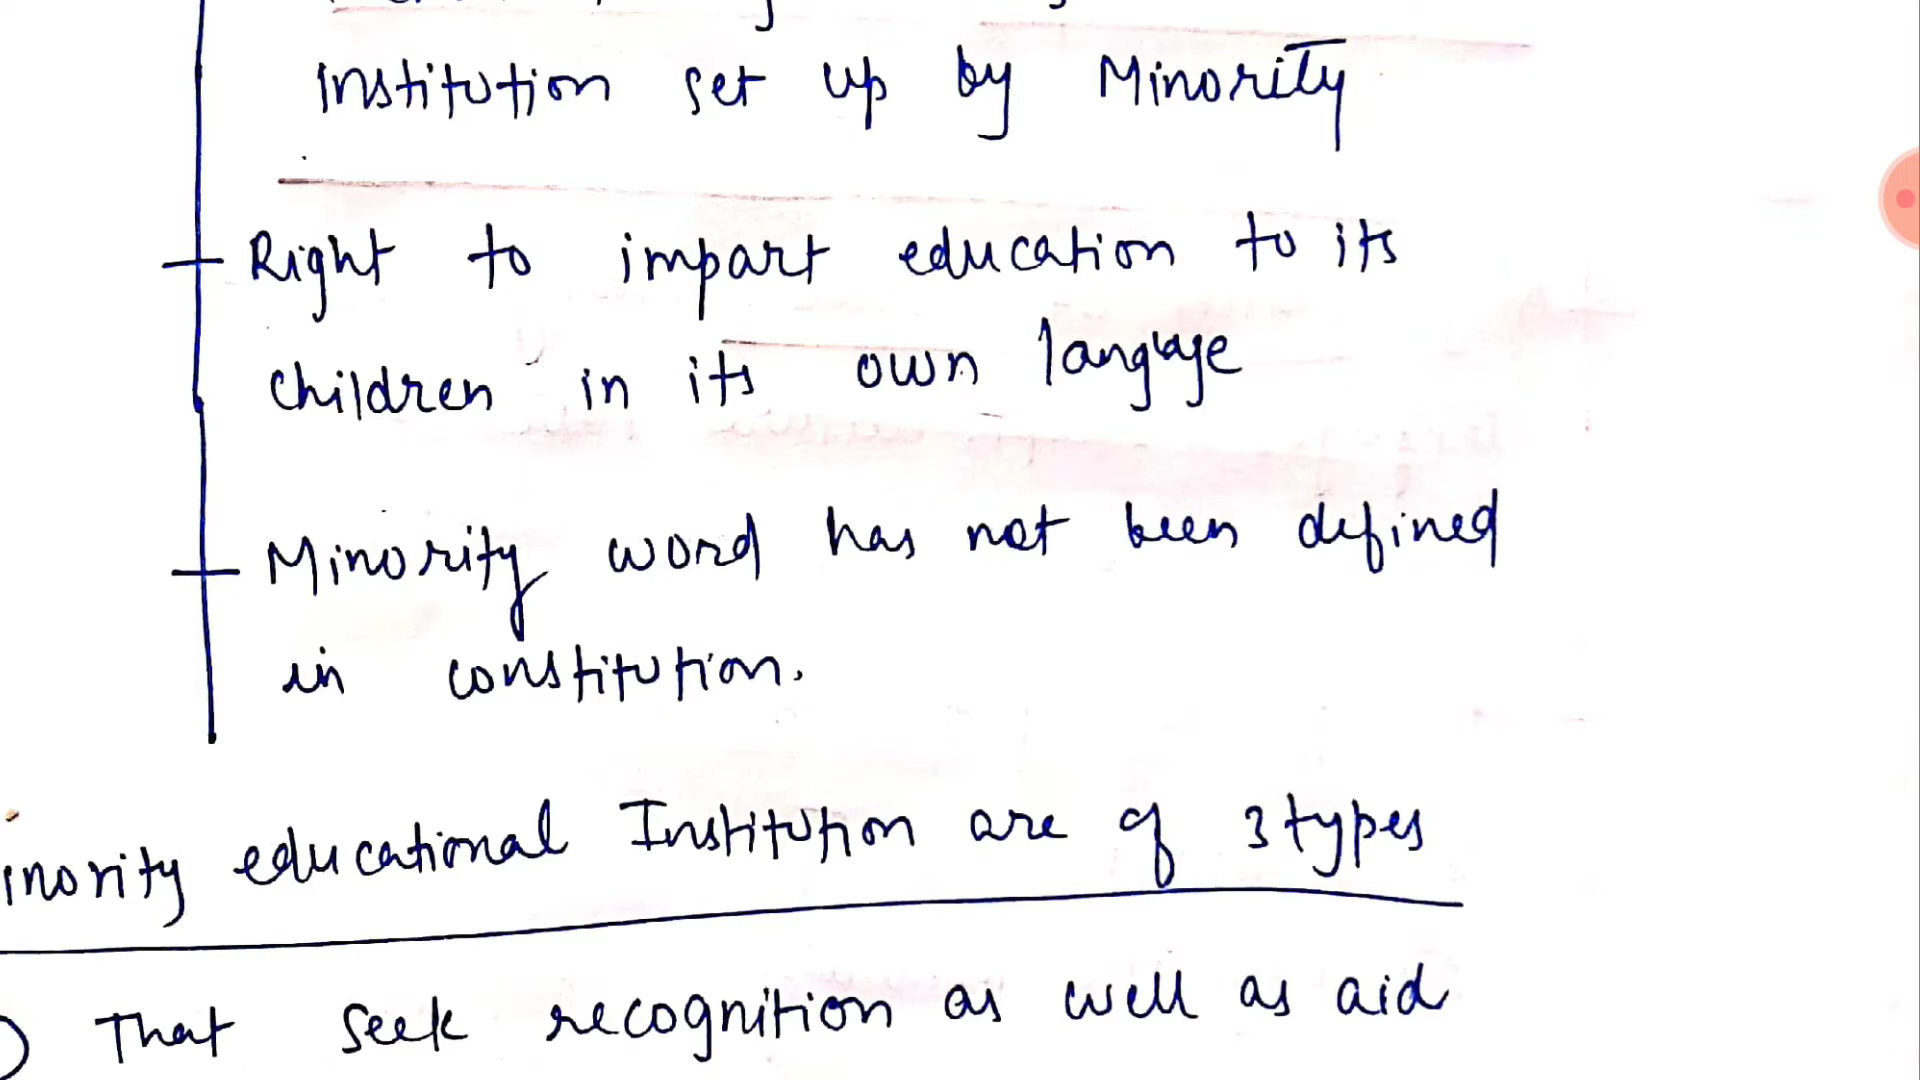 Institution set up by Minority
Right to impart education to its
children in its own language
Minority word has not been defined
in constitution.
inority educational Institution are of 3 types
That seek recognition as well as aid